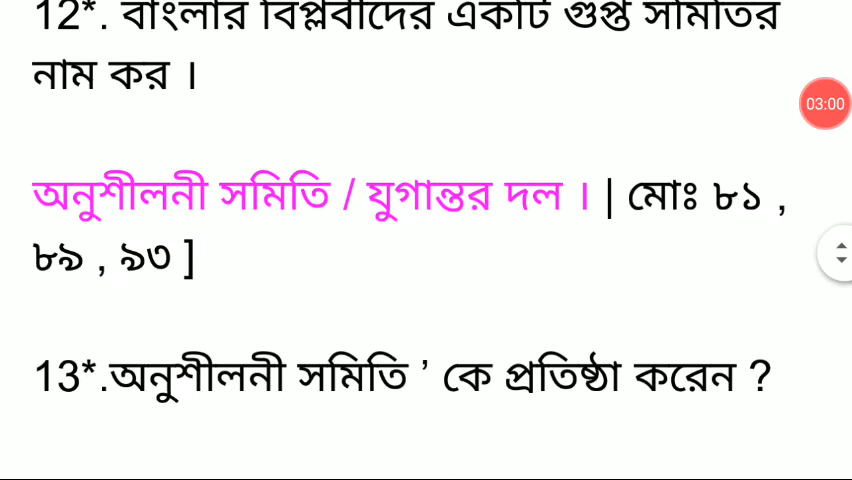 12*. বাংলার বিপ্লবীদের একটি গুপ্ত সমিতির
নাম কর ।
03:00
অনুশীলনী সমিতি / যুগান্তর দল । | মোঃ ৮১ ,
৮৯ , ৯৩ ]
13*.অনুশীলনী সমিতি ’ কে প্রতিষ্ঠা করেন ?